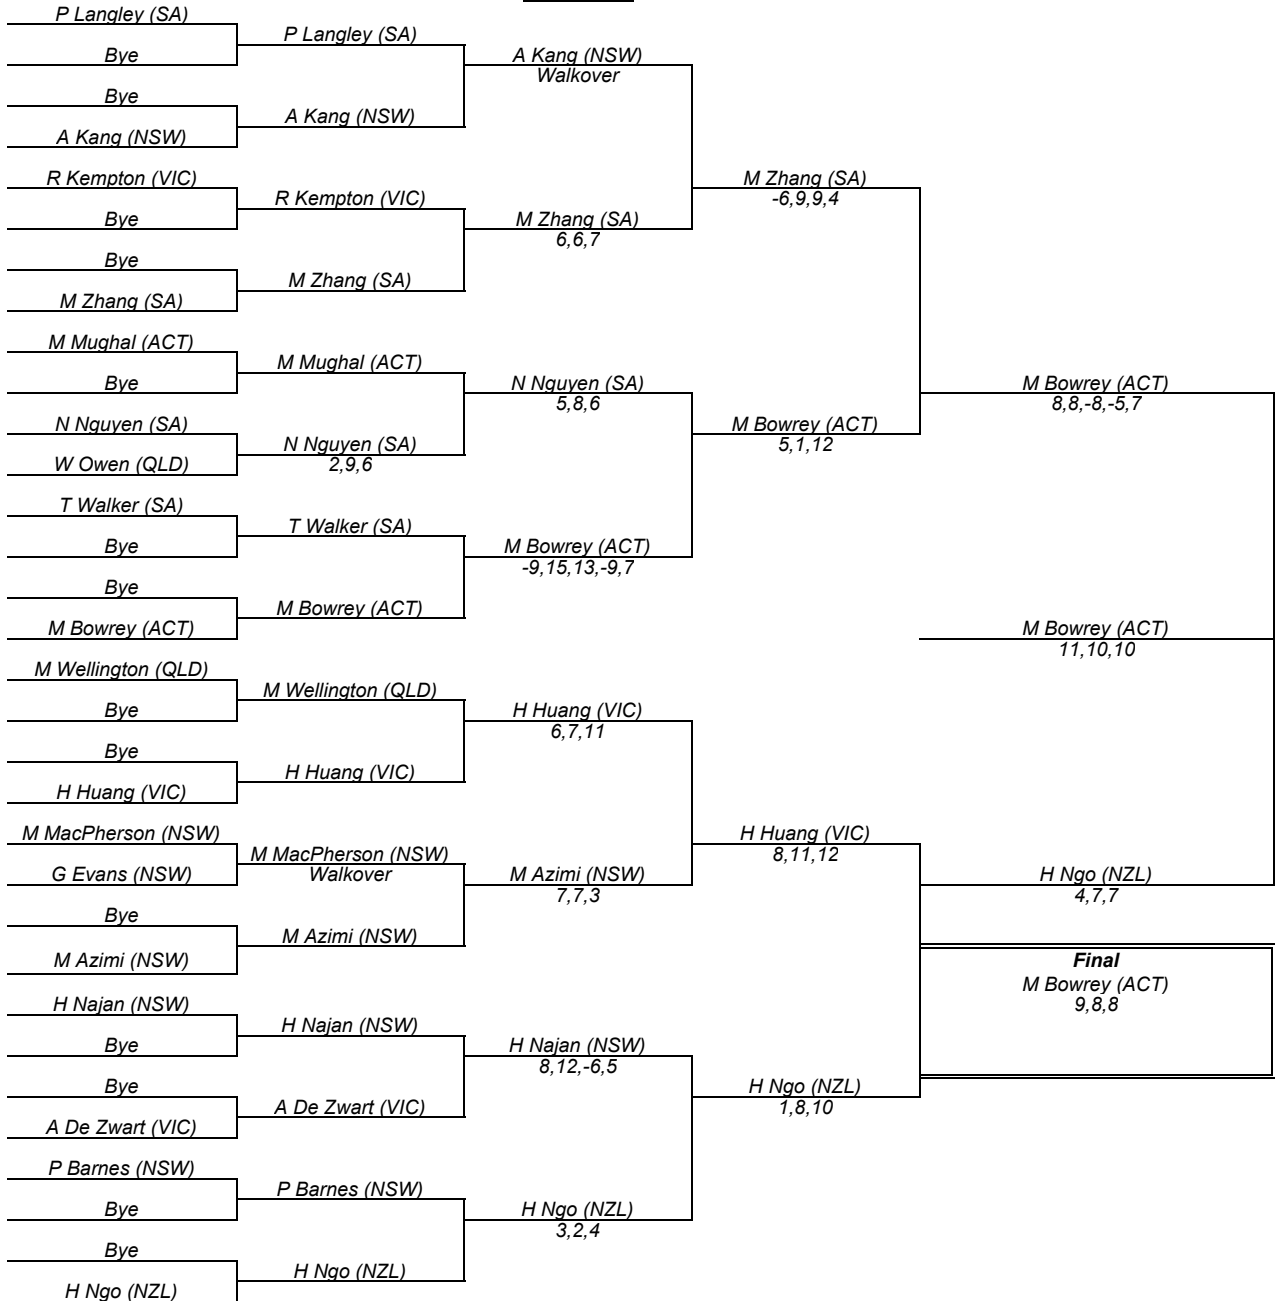 P Langley (SA)
Bye
Bye
A Kang (NSW)
R Kempton (VIC)
Bye
Bye
M Zhang (SA)
M Mughal (ACT)
Bye
N Nguyen (SA)
W Owen (QLD)
T Walker (SA)
Bye
Bye
M Bowrey (ACT)
M Wellington (QLD)
Bye
Bye
H Huang (VIC)
M MacPherson (NSW)
G Evans (NSW)
Bye
M Azimi (NSW)
H Najan (NSW)
Bye
Bye
A De Zwart (VIC)
P Barnes (NSW)
Bye
Bye
H Ngo (NZL)
P Langley (SA)
A Kang (NSW)
R Kempton (VIC)
M Zhang (SA)
M Mughal (ACT)
N Nguyen (SA)
2,9,6
T Walker (SA)
M Bowrey (ACT)
M Wellington (QLD)
H Huang (VIC)
M MacPherson (NSW)
Walkover
M Azimi (NSW)
H Najan (NSW)
A De Zwart (VIC)
P Barnes (NSW)
H Ngo (NZL)
A Kang (NSW)
Walkover
M Zhang (SA)
6,6,7
N Nguyen (SA)
5,8,6
M Bowrey (ACT)
-9,15,13,-9,7
H Huang (VIC)
6,7,11
M Azimi (NSW)
7,7,3
H Najan (NSW)
8,12,-6,5
H Ngo (NZL)
3,2,4
M Zhang (SA)
-6,9,9,4
M Bowrey (ACT)
5,1,12
H Huang (VIC)
8,11,12
H Ngo (NZL)
1,8,10
M Bowrey (ACT)
8,8,-8,-5,7
M Bowrey (ACT)
11,10,10
H Ngo (NZL)
4,7,7
Final
M Bowrey (ACT)
9,8,8